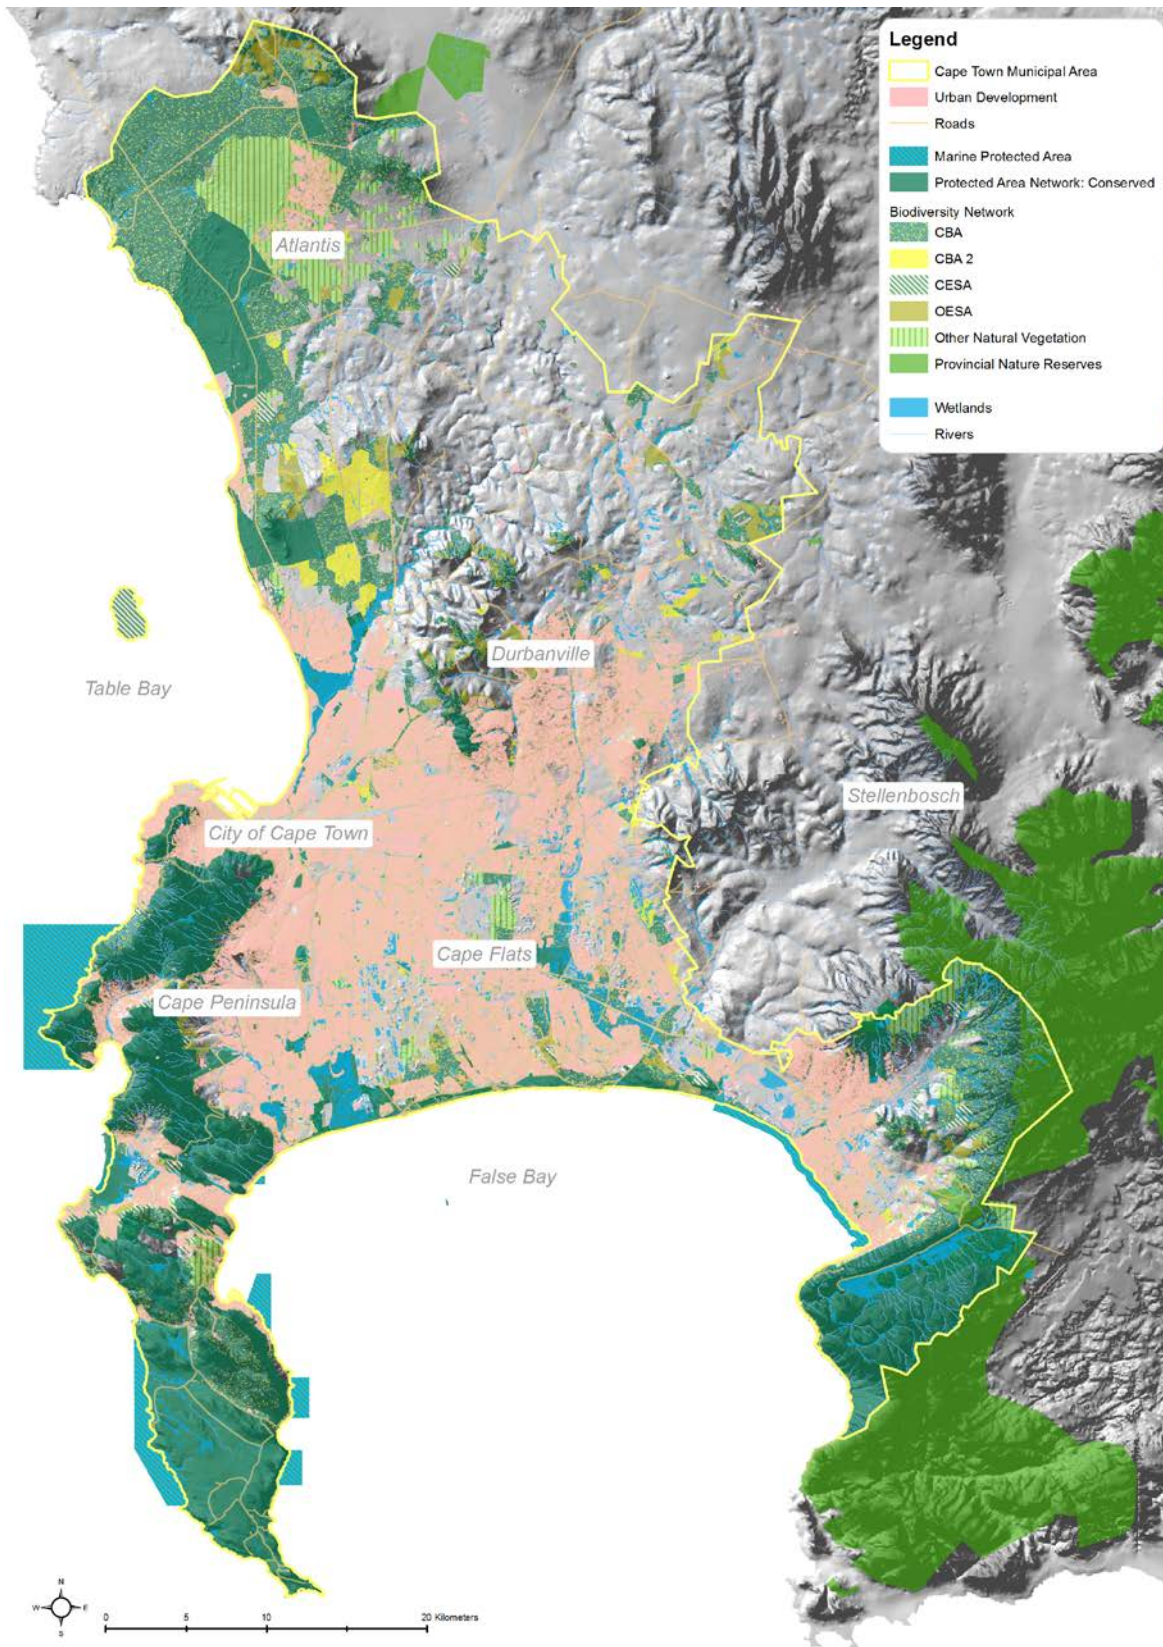 Legend
Cape Town Municipal Area
Urban Development
Roads
Marine Protected Area
Protected Area Network: Conserved
Biodiversity Network
CBA
CBA 2
CESA
OESA
Other Natural Vegetation
Provincial Nature Reserves
Wetlands
Rivers
Atlantis
Durbanville
Table Bay
Stellenbosch
City of Cape Town
Cape Flats
Cape Peninsula
False Bay
N
W E
S
0 5 10 20 Kilometers